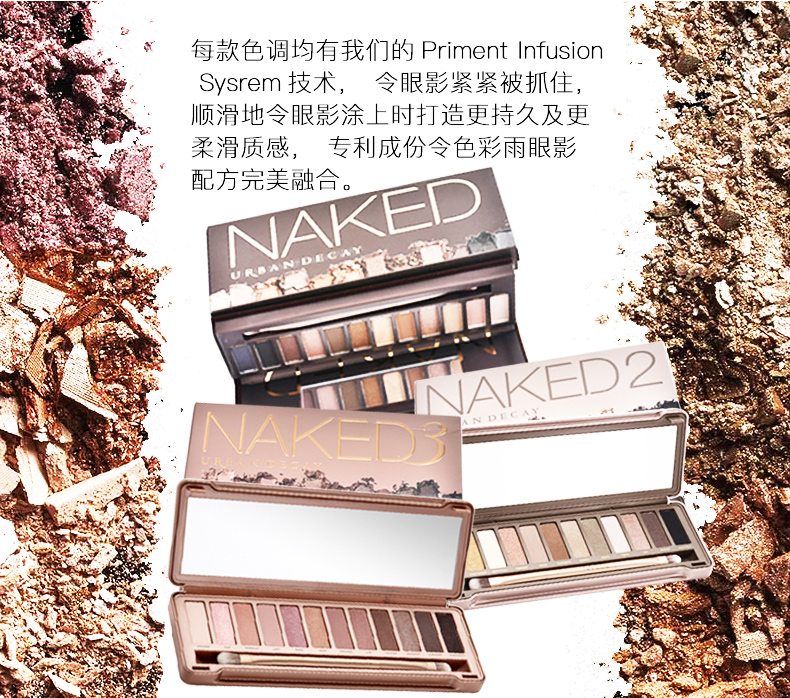 每款色调均有我们的 Priment Infusion
Sysrem 技术， 令眼影紧紧被抓住，
顺滑地令眼影涂上时打造更持久及更
柔滑质感， 专利成份令色彩雨眼影
配方完美融合。
NAKED
URBAN DECAY
NAKED2
URBAN DECAY
NAKED3
URBAN DECAY